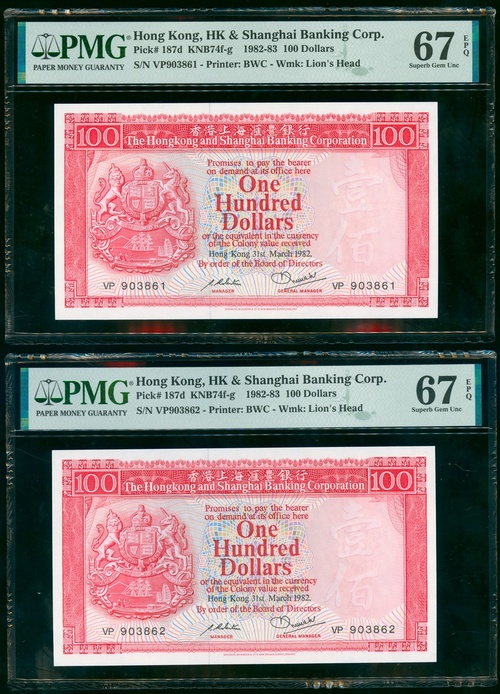 PMG
PAPER MONEY GUARANTY
Hong Kong, HK & Shanghai Banking Corp.
Pick# 187d KNB74f-g 1982-83 100 Dollars
S/N VP903861 - Printer: BWC - Wmk: Lion's Head
67 EPQ
Superb Gem Unc
香港上海滙豐銀行
100 The Hongkong and Shanghai Banking Corporation 100
Promises to pay the bearer
on demand at its office here
One
Hundred
Dollars
or the equivalent in the currency
of the Colony value received
Hong Kong 31st March 1982.
By order of the Board of Directors
壹佰
VP 903861
MANAGER
GENERAL MANAGER
VP 903861
PMG
PAPER MONEY GUARANTY
Hong Kong, HK & Shanghai Banking Corp.
Pick# 187d KNB74f-g 1982-83 100 Dollars
S/N VP903862 - Printer: BWC - Wmk: Lion's Head
67 EPQ
Superb Gem Unc
香港上海滙豐銀行
100 The Hongkong and Shanghai Banking Corporation 100
Promises to pay the bearer
on demand at its office here
One
Hundred
Dollars
or the equivalent in the currency
of the Colony value received
Hong Kong 31st March 1982.
By order of the Board of Directors
壹佰
VP 903862
MANAGER
GENERAL MANAGER
VP 903862